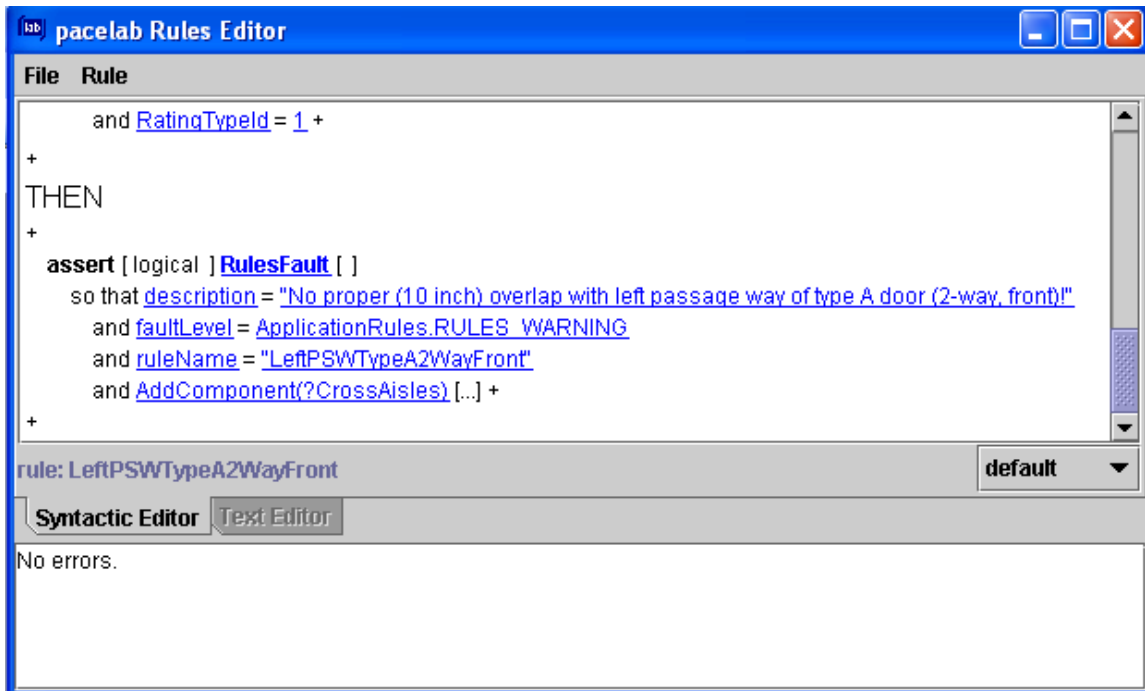 lab pacelab Rules Editor
File Rule
and RatingTypeId = 1 +
+
THEN
+
assert [ logical ] RulesFault [ ]
so that description = "No proper (10 inch) overlap with left passage way of type A door (2-way, front)!"
and faultLevel = ApplicationRules.RULES_WARNING
and ruleName = "LeftPSWTypeA2WayFront"
and AddComponent(?CrossAisles) [...] +
+
rule: LeftPSWTypeA2WayFront default
Syntactic Editor Text Editor
No errors.